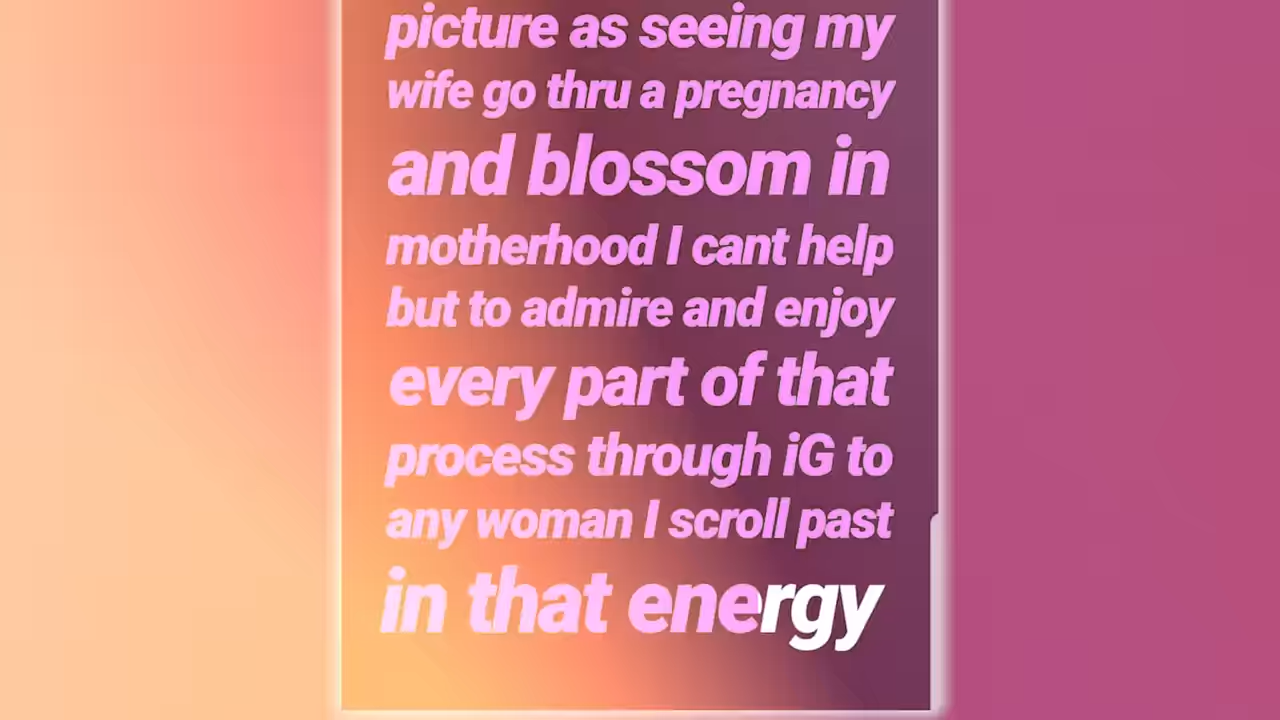 picture as seeing my
wife go thru a pregnancy
and blossom in
motherhood I cant help
but to admire and enjoy
every part of that
process through iG to
any woman I scroll past
in that energy